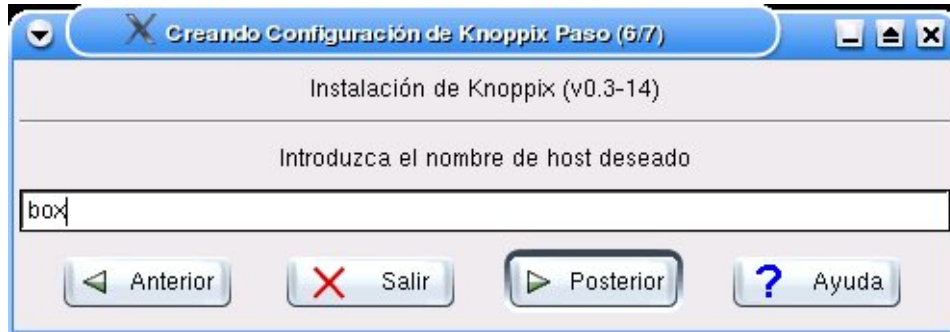 Creando Configuración de Knoppix Paso (6/7)
Instalación de Knoppix (v0.3-14)
Introduzca el nombre de host deseado
box
Anterior Salir Posterior ? Ayuda